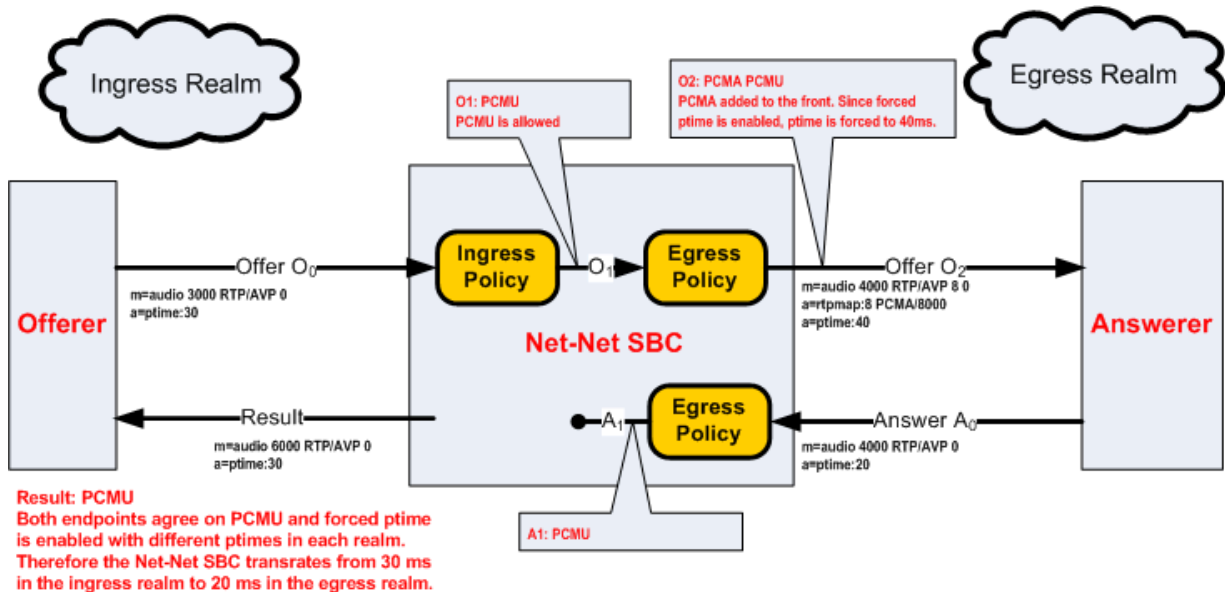 Ingress Realm
Egress Realm
O1: PCMU
PCMU is allowed
O2: PCMA PCMU
PCMA added to the front. Since forced
ptime is enabled, ptime is forced to 40ms.
Offerer
Offer O0
m=audio 3000 RTP/AVP 0
a=ptime:30
Ingress
Policy
O1
Egress
Policy
Offer O2
m=audio 4000 RTP/AVP 8 0
a=rtpmap:8 PCMA/8000
a=ptime:40
Answerer
Net-Net SBC
Result
m=audio 6000 RTP/AVP 0
a=ptime:30
A1
Egress
Policy
Answer A0
m=audio 4000 RTP/AVP 0
a=ptime:20
A1: PCMU
Result: PCMU
Both endpoints agree on PCMU and forced ptime
is enabled with different ptimes in each realm.
Therefore the Net-Net SBC transrates from 30 ms
in the ingress realm to 20 ms in the egress realm.